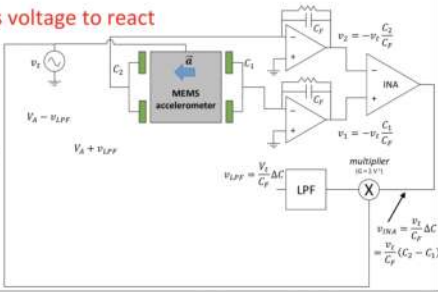 s voltage to react
C_F
v_2 = -v_t C_2/C_F
v_t
C_2
a
C_1
MEMS
accelerometer
INA
V_A - v_LPF
V_A + v_LPF
C_F
v_1 = -v_t C_1/C_F
multiplier
(G=1 V⁻¹)
v_LPF = V_t/C_F ΔC
LPF
X
v_INA = v_t/C_F ΔC
= v_t/C_F (C_2 - C_1)